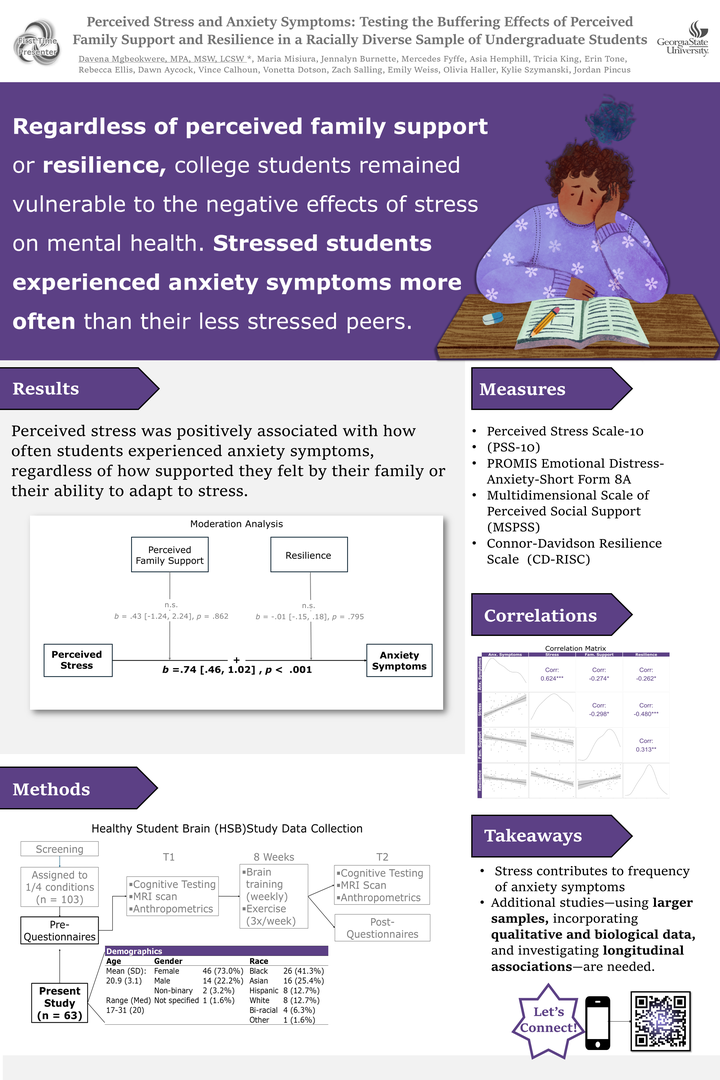 First Time
Presenter
Perceived Stress and Anxiety Symptoms: Testing the Buffering Effects of Perceived
Family Support and Resilience in a Racially Diverse Sample of Undergraduate Students
Davena Mgbeokwere, MPA, MSW, LCSW *, Maria Misiura, Jennalyn Burnette, Mercedes Fyffe, Asia Hemphill, Tricia King, Erin Tone,
Rebecca Ellis, Dawn Aycock, Vince Calhoun, Vonetta Dotson, Zach Salling, Emily Weiss, Olivia Haller, Kylie Szymanski, Jordan Pincus
GeorgiaState
University
Regardless of perceived family support
or resilience, college students remained
vulnerable to the negative effects of stress
on mental health. Stressed students
experienced anxiety symptoms more
often than their less stressed peers.
Results
Perceived stress was positively associated with how
often students experienced anxiety symptoms,
regardless of how supported they felt by their family or
their ability to adapt to stress.
Moderation Analysis
Perceived
Family Support
Resilience
n.s.
b = .43 [-1.24, 2.24], p = .862
n.s.
b = -.01 [-.15, .18], p = .795
Perceived
Stress
+
b =.74 [.46, 1.02] , p < .001
Anxiety
Symptoms
Measures
• Perceived Stress Scale-10
• (PSS-10)
• PROMIS Emotional Distress-
Anxiety-Short Form 8A
• Multidimensional Scale of
Perceived Social Support
(MSPSS)
• Connor-Davidson Resilience
Scale (CD-RISC)
Correlations
Correlation Matrix
Anx. Symptoms Stress Fam. Support Resilience
Anx. Symptoms
Corr:
0.624***
Corr:
-0.274*
Corr:
-0.262*
Stress
Corr:
-0.298*
Corr:
-0.480***
Fam. Support
Corr:
0.313**
Resilience
Methods
Healthy Student Brain (HSB)Study Data Collection
Screening
Assigned to
1/4 conditions
(n = 103)
Pre-
Questionnaires
Present
Study
(n = 63)
T1
▪Cognitive Testing
▪MRI scan
▪Anthropometrics
8 Weeks
▪Brain
training
(weekly)
▪Exercise
(3x/week)
T2
▪Cognitive Testing
▪MRI Scan
▪Anthropometrics
Post-
Questionnaires
Demographics
Age Gender Race
Mean (SD): Female 46 (73.0%) Black 26 (41.3%)
20.9 (3.1) Male 14 (22.2%) Asian 16 (25.4%)
Non-binary 2 (3.2%) Hispanic 8 (12.7%)
Range (Med) Not specified 1 (1.6%) White 8 (12.7%)
17-31 (20) Bi-racial 4 (6.3%)
Other 1 (1.6%)
Takeaways
• Stress contributes to frequency
of anxiety symptoms
• Additional studies—using larger
samples, incorporating
qualitative and biological data,
and investigating longitudinal
associations—are needed.
Let's
Connect!